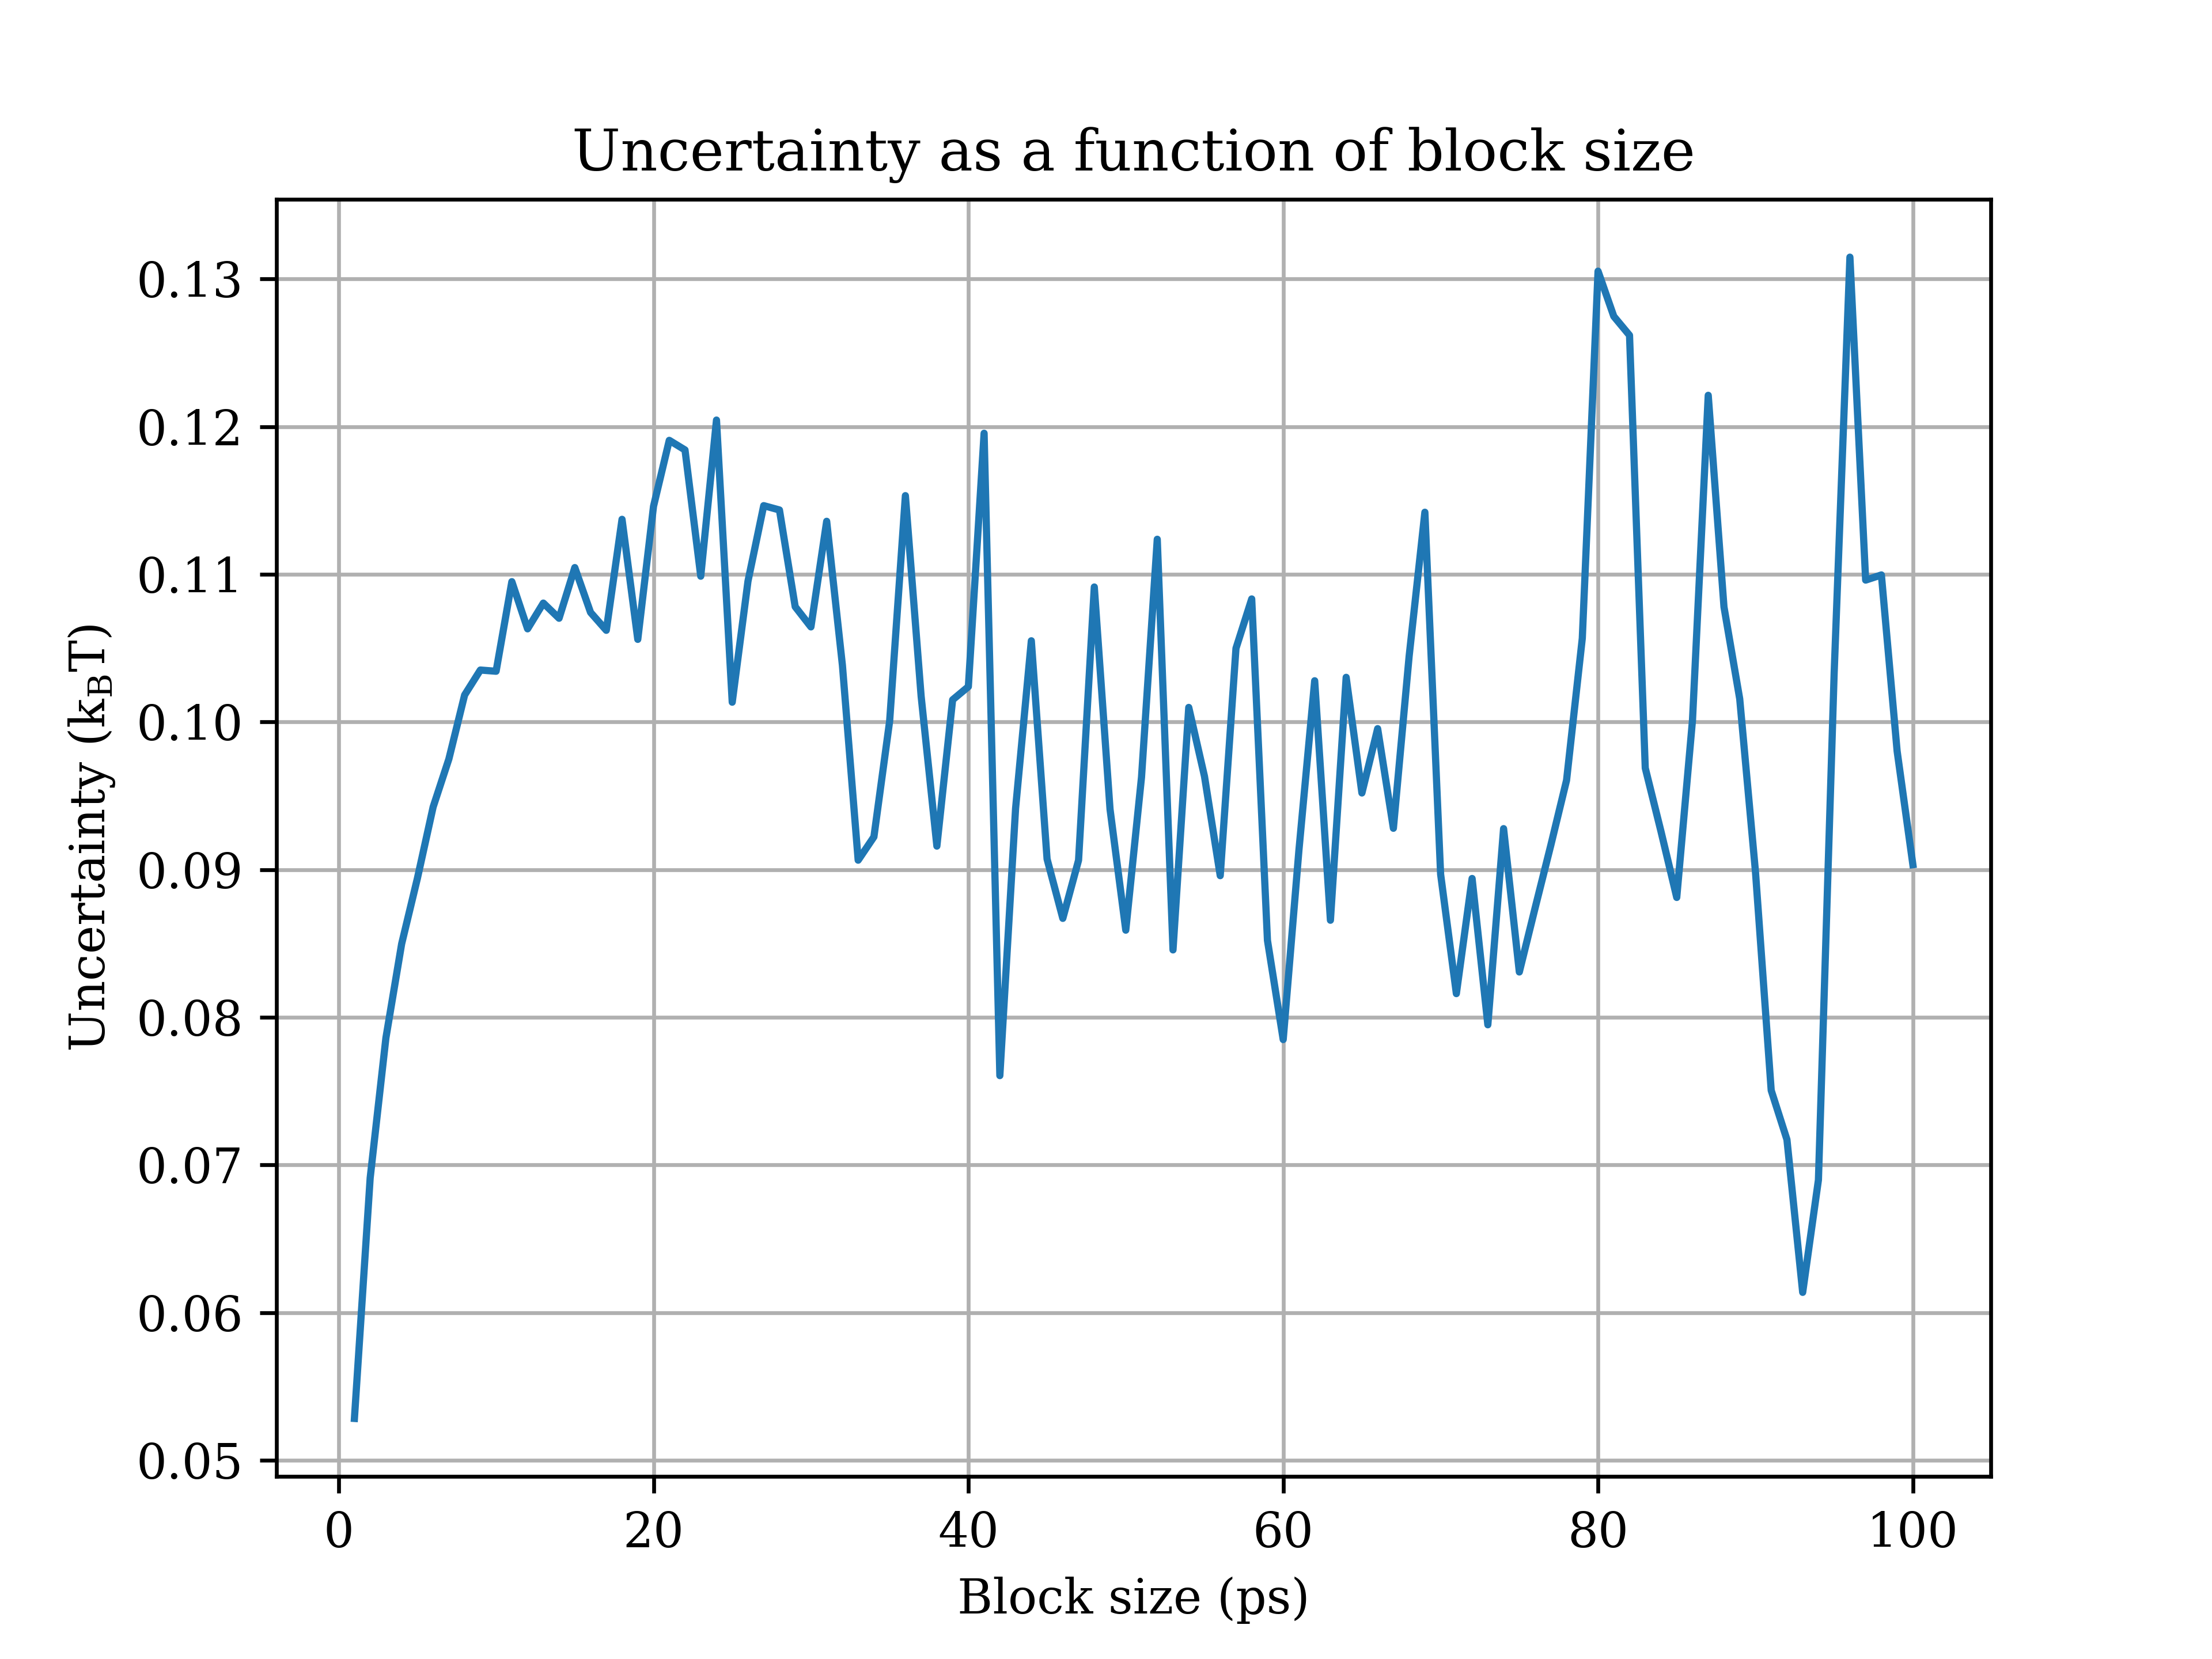 Uncertainty as a function of block size
Uncertainty (k_BT)
0.13
0.12
0.11
0.10
0.09
0.08
0.07
0.06
0.05
0 20 40 60 80 100
Block size (ps)